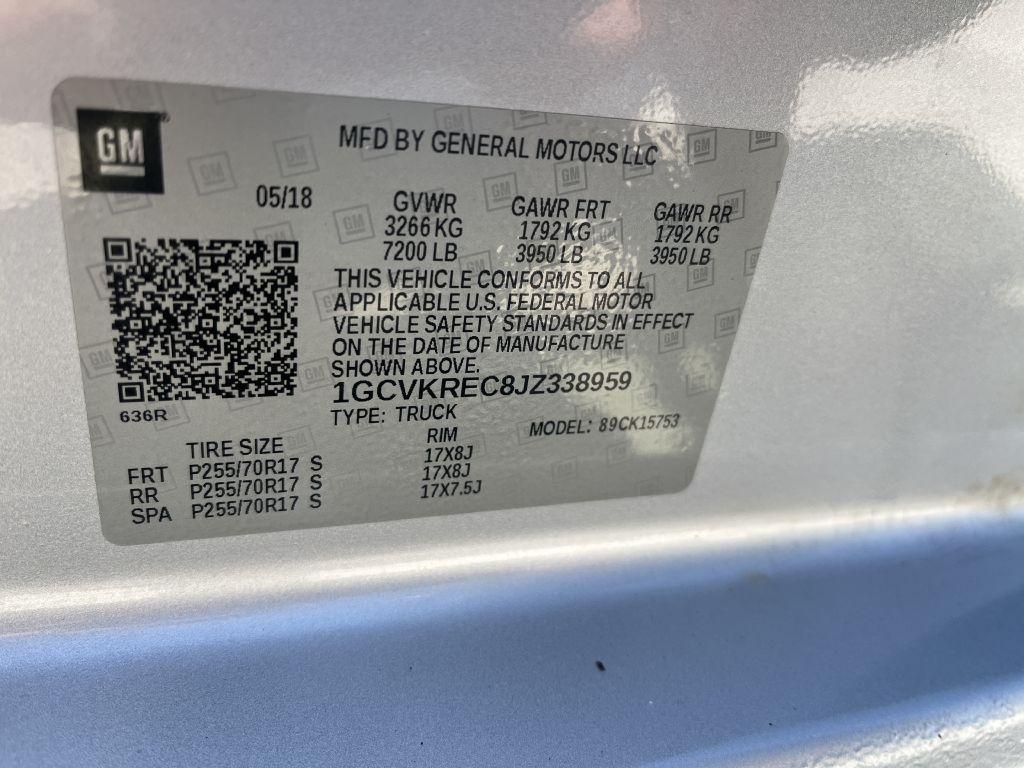 GM
MFD BY GENERAL MOTORS LLC
05/18 GVWR GAWR FRT GAWR RR
3266 KG 1792 KG 1792 KG
7200 LB 3950 LB 3950 LB
THIS VEHICLE CONFORMS TO ALL
APPLICABLE U.S. FEDERAL MOTOR
VEHICLE SAFETY STANDARDS IN EFFECT
ON THE DATE OF MANUFACTURE
SHOWN ABOVE.
1GCVKREC8JZ338959
636R
TYPE: TRUCK
MODEL: 89CK15753
TIRE SIZE RIM
FRT P255/70R17 S 17X8J
RR P255/70R17 S 17X8J
SPA P255/70R17 S 17X7.5J